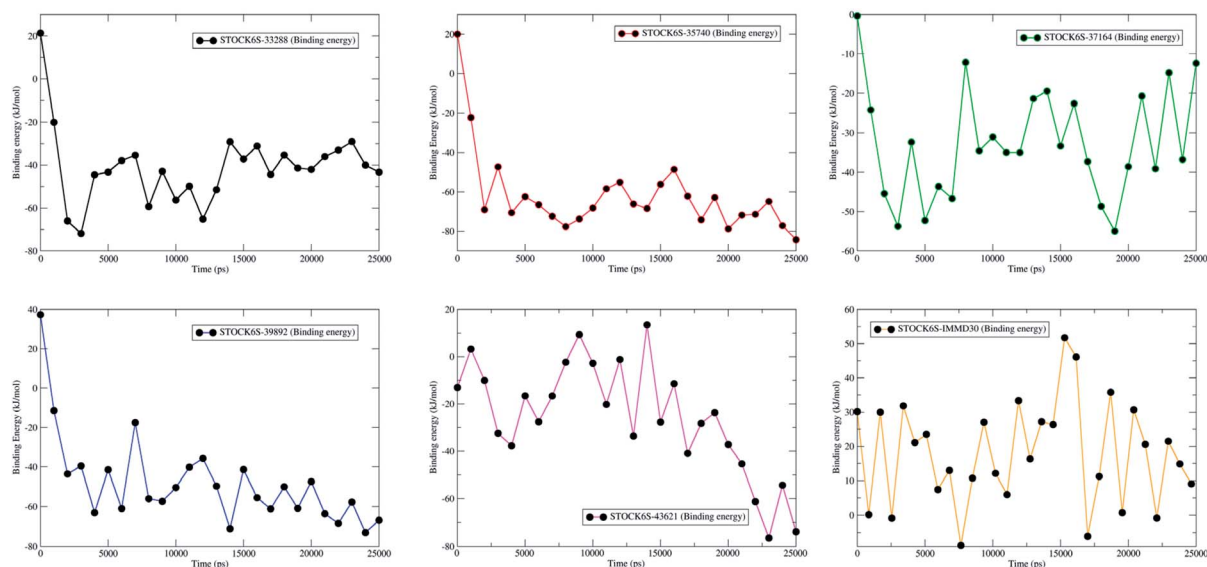 20
0
-20
-40
-60
-80
Binding energy (kJ/mol)
STOCK6S-33288 (Binding energy)
0 5000 10000 15000 20000 25000
Time (ps)
20
0
-20
-40
-60
-80
Binding Energy (kJ/mol)
STOCK6S-35740 (Binding energy)
0 5000 10000 15000 20000 25000
Time (ps)
0
-10
-20
-30
-40
-50
-60
Binding Energy (kJ/mol)
STOCK6S-37164 (Binding energy)
0 5000 10000 15000 20000 25000
Time (ps)
40
20
0
-20
-40
-60
-80
Binding Energy (kJ/mol)
STOCK6S-39892 (Binding energy)
0 5000 10000 15000 20000 25000
Time (ps)
20
0
-20
-40
-60
-80
Binding Energy (kJ/mol)
STOCK6S-43621 (Binding energy)
0 5000 10000 15000 20000 25000
Time (ps)
60
50
40
30
20
10
0
-10
Binding energy (kJ/mol)
STOCK6S-IMMD30 (Binding energy)
0 5000 10000 15000 20000 25000
Time (ps)